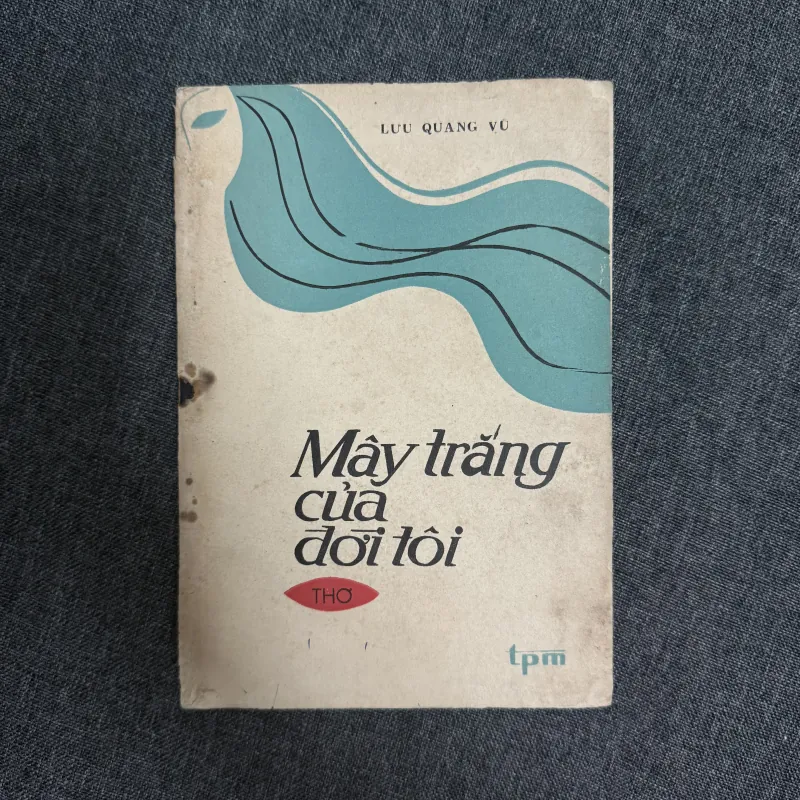 LƯU QUANG VŨ
Mây trắng
của
đời tôi
THƠ
tpm